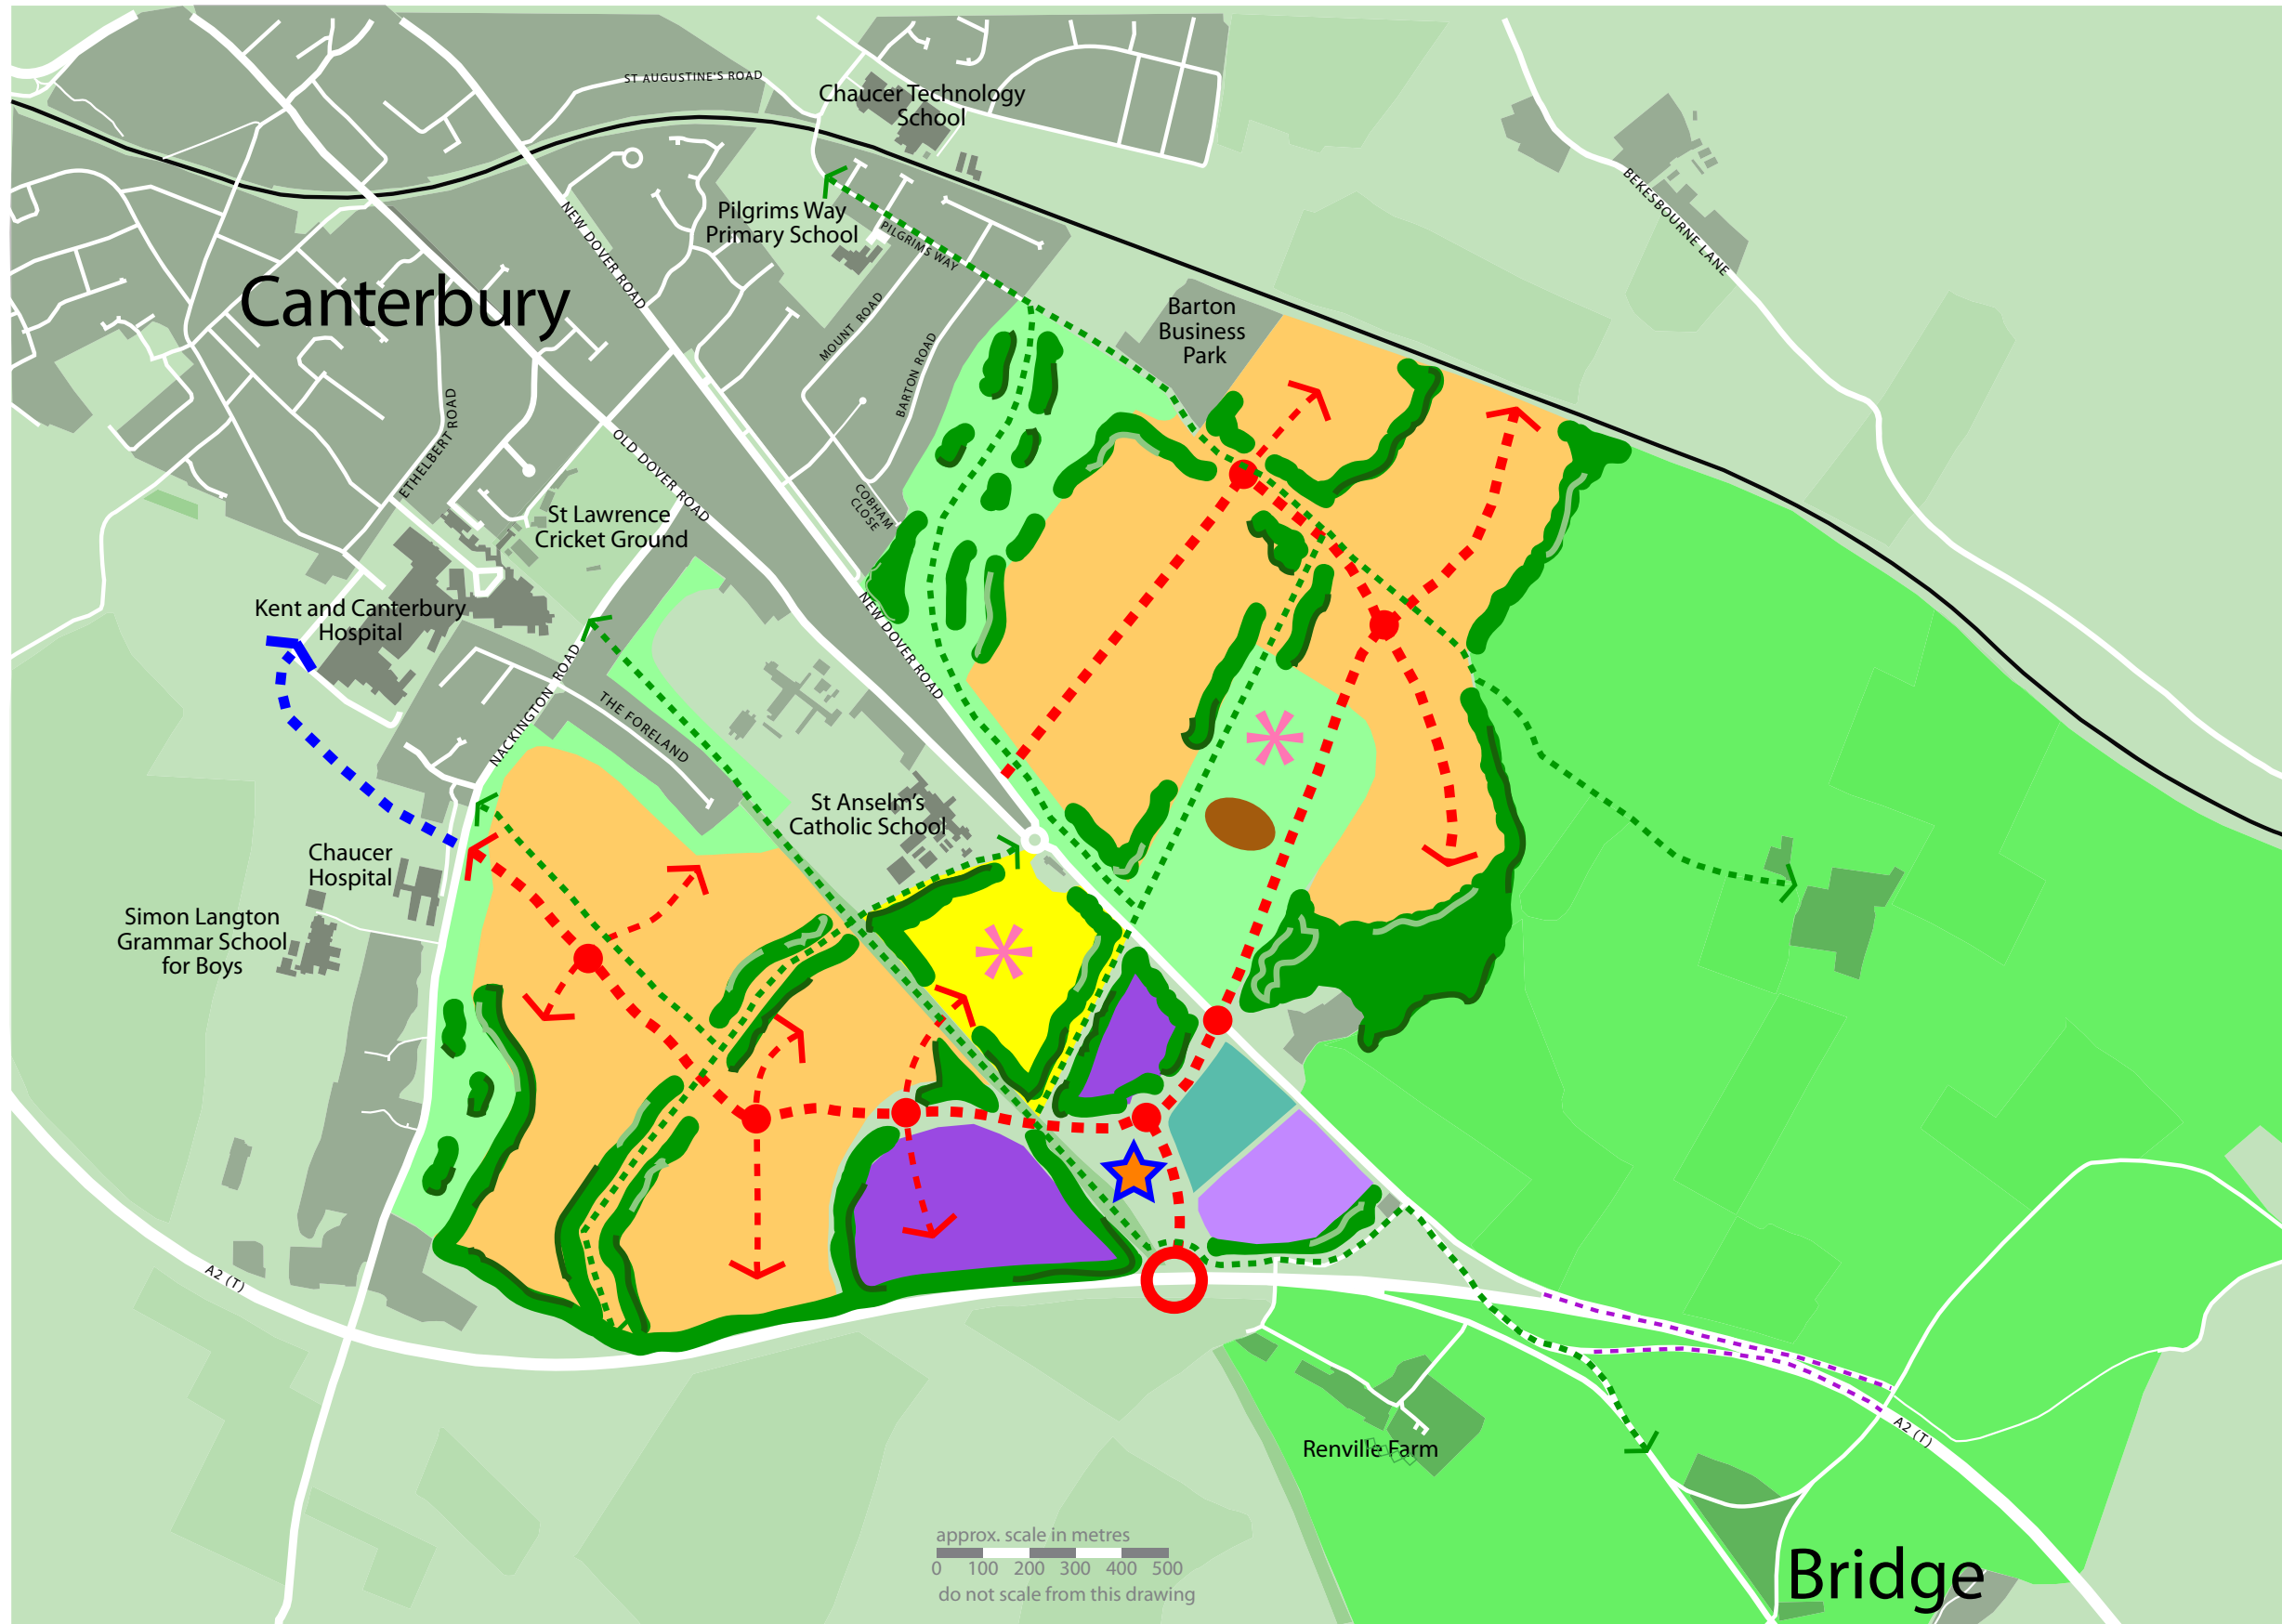 ST AUGUSTINE'S ROAD
Chaucer Technology
School
BEKESBOURNE LANE
NEW DOVER ROAD
Pilgrims Way
Primary School
PILGRIMS WAY
Canterbury
Barton
Business
Park
MOUNT ROAD
BARTON ROAD
ETHELBERT ROAD
OLD DOVER ROAD
COBHAM
CLOSE
St Lawrence
Cricket Ground
Kent and Canterbury
Hospital
NEW DOVER ROAD
NACKINGTON ROAD
THE FORELAND
St Anselm's
Catholic School
Chaucer
Hospital
Simon Langton
Grammar School
for Boys
A2 (T)
A2 (T)
Renville Farm
approx. scale in metres
0 100 200 300 400 500
do not scale from this drawing
Bridge